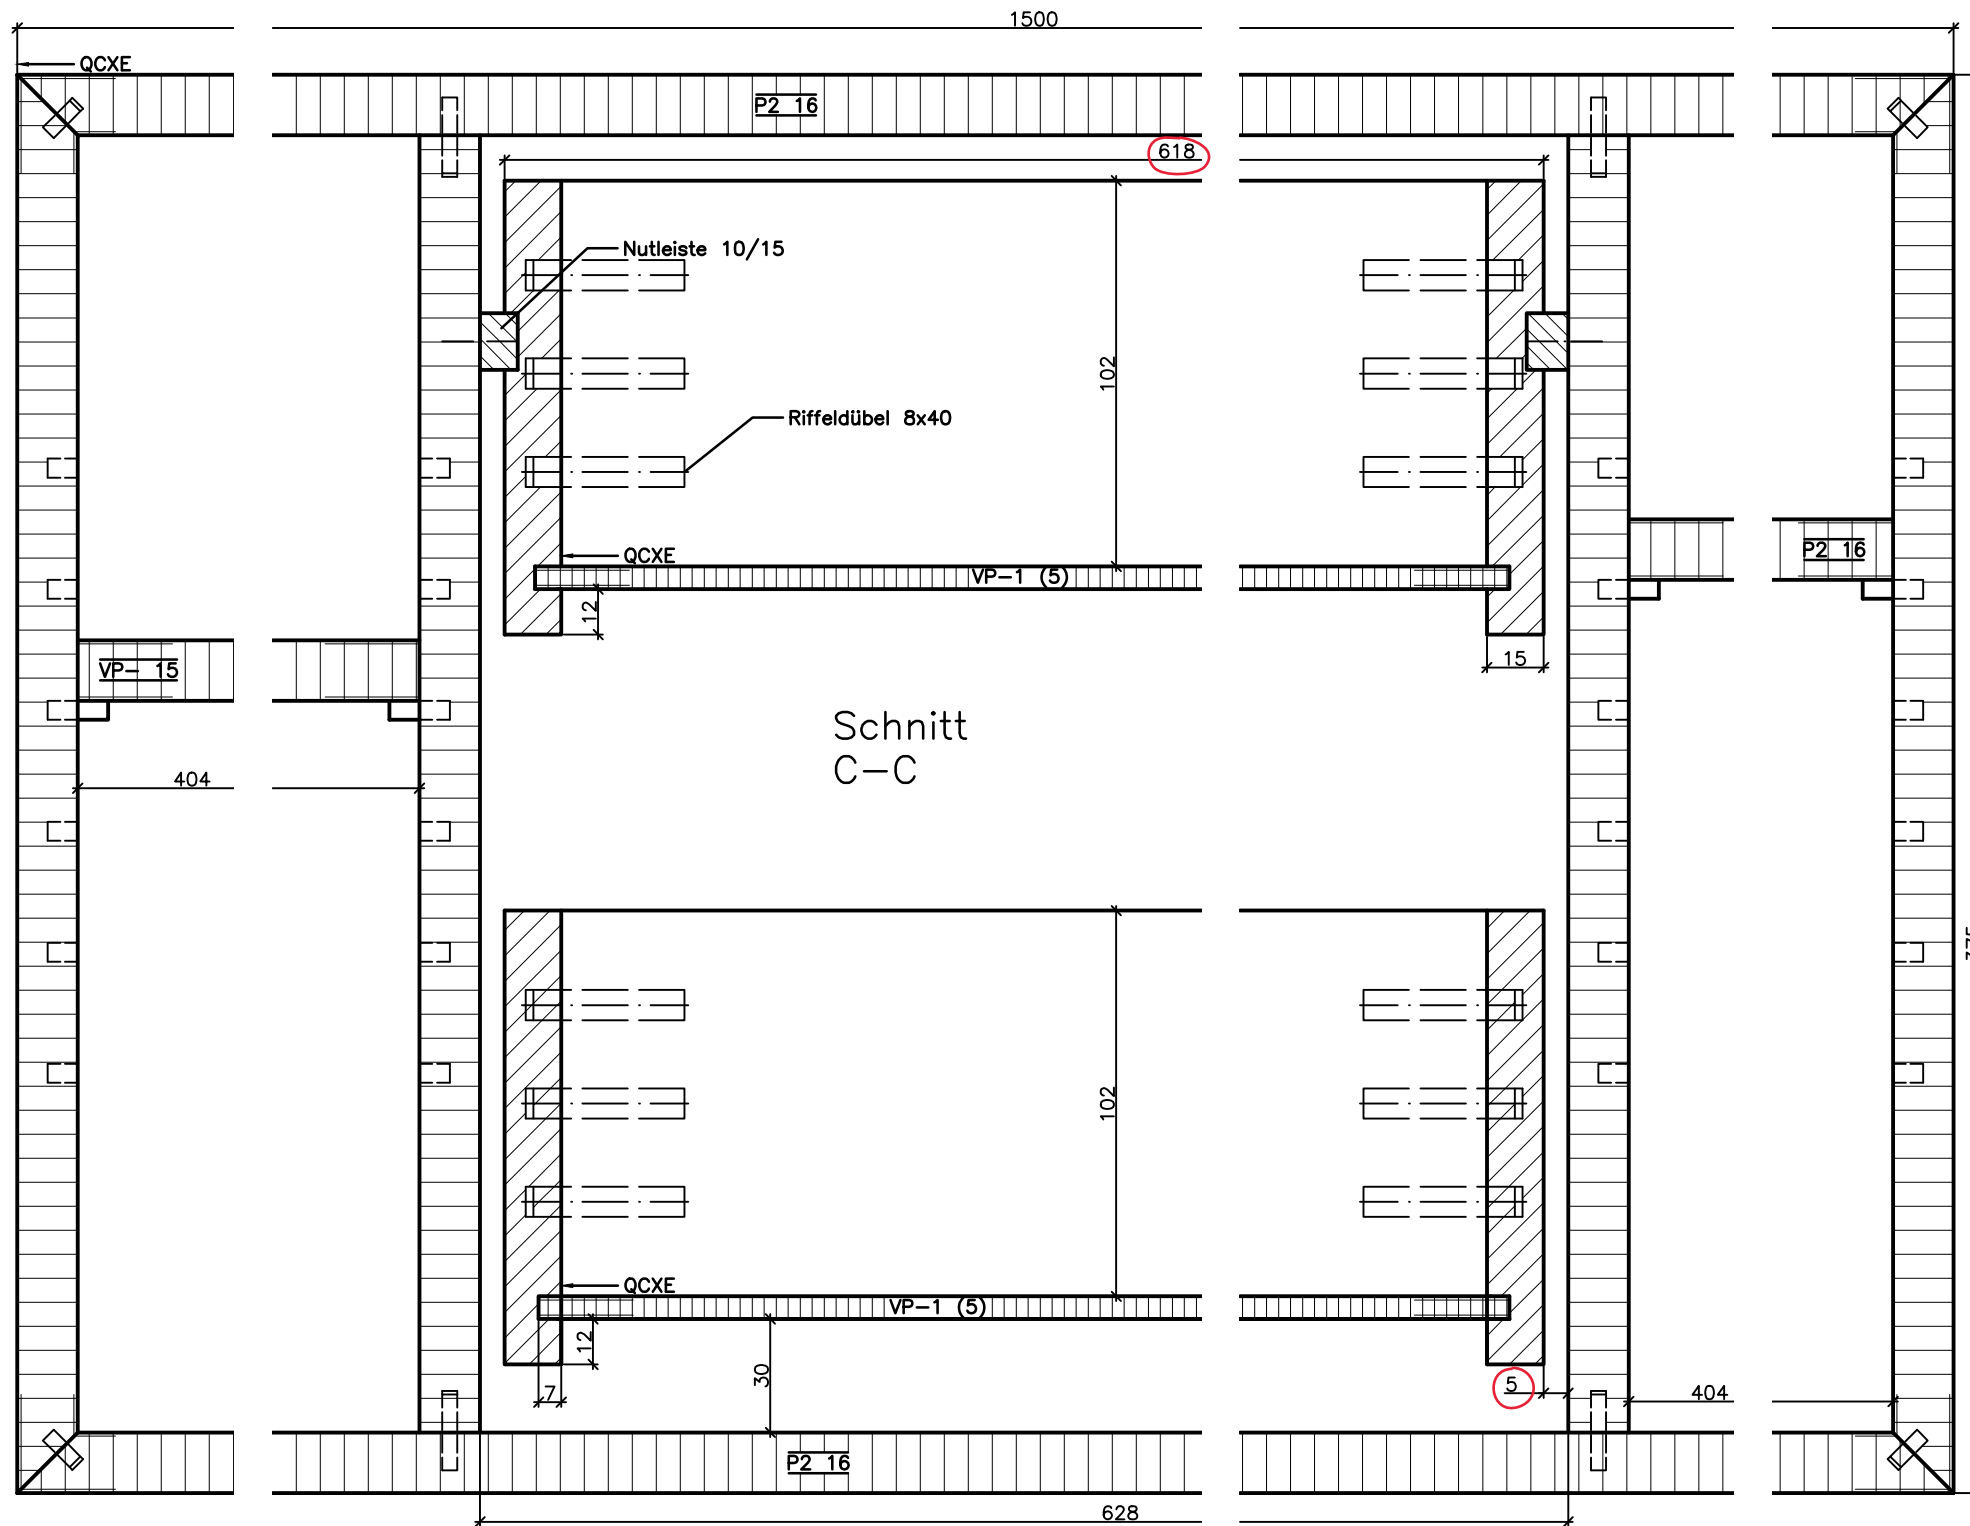 1500
QCXE
P2 16
618
Nutleiste 10/15
102
Riffeldübel 8x40
QCXE
VP-1 (5)
P2 16
12
15
VP- 15
Schnitt
C-C
404
102
QCXE
VP-1 (5)
12
30
7
5
404
P2 16
628